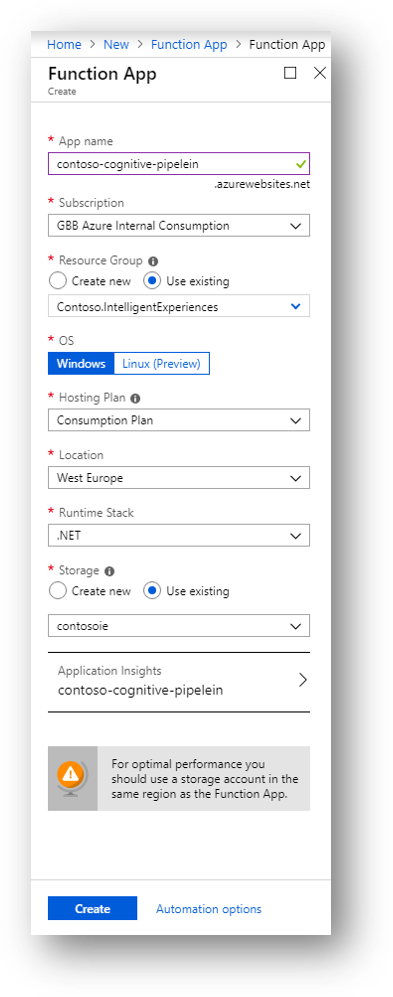 Home > New > Function App > Function App
Function App
Create
* App name
contoso-cognitive-pipelein
.azurewebsites.net
* Subscription
GBB Azure Internal Consumption
* Resource Group
Create new Use existing
Contoso.IntelligentExperiences
* OS
Windows Linux (Preview)
* Hosting Plan
Consumption Plan
* Location
West Europe
* Runtime Stack
.NET
* Storage
Create new Use existing
contosoie
Application Insights
contoso-cognitive-pipelein
For optimal performance you
should use a storage account in the
same region as the Function App.
Create Automation options